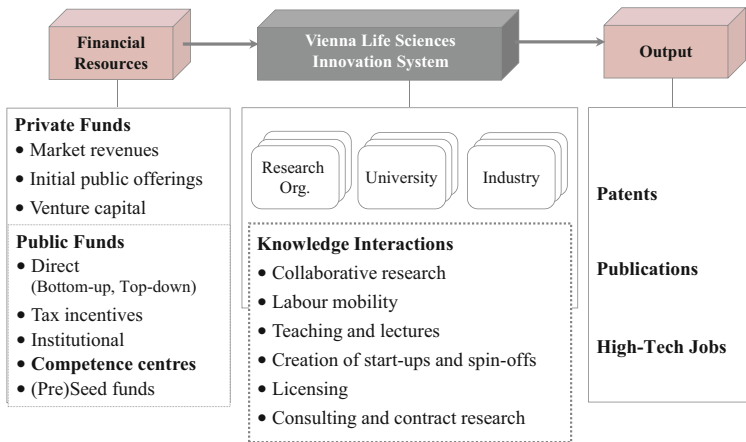 Financial
Resources
Vienna Life Sciences
Innovation System
Output
Private Funds
• Market revenues
• Initial public offerings
• Venture capital
Public Funds
• Direct
(Bottom-up, Top-down)
• Tax incentives
• Institutional
• Competence centres
• (Pre)Seed funds
Research
Org.
University
Industry
Knowledge Interactions
• Collaborative research
• Labour mobility
• Teaching and lectures
• Creation of start-ups and spin-offs
• Licensing
• Consulting and contract research
Patents
Publications
High-Tech Jobs